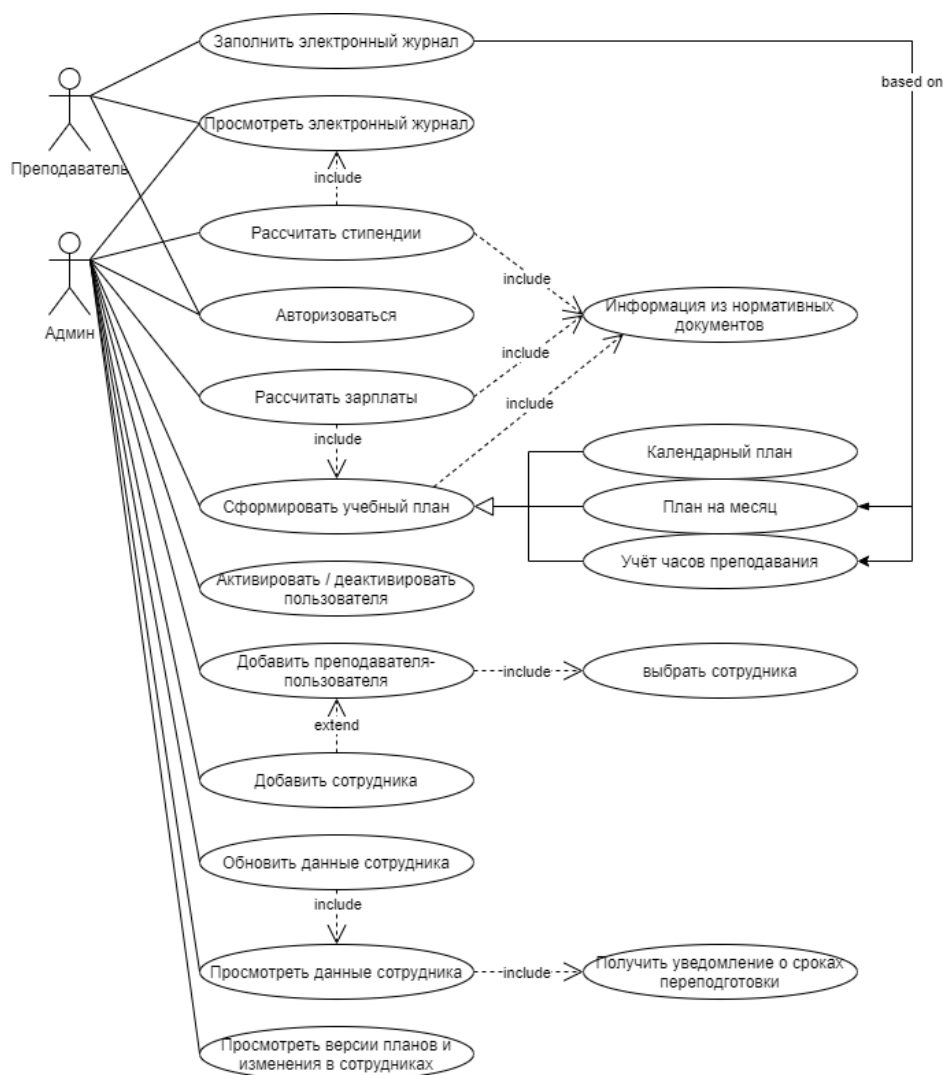 Заполнить электронный журнал
based on
Просмотреть электронный журнал
Преподаватель
include
Рассчитать стипендии
include
Авторизоваться
Информация из нормативных
документов
Админ
include
Рассчитать зарплаты
include
include
Календарный план
Сформировать учебный план
План на месяц
Учёт часов преподавания
Активировать / деактивировать
пользователя
Добавить преподавателя-
пользователя
include
выбрать сотрудника
extend
Добавить сотрудника
Обновить данные сотрудника
include
Просмотреть данные сотрудника
include
Получить уведомление о сроках
переподготовки
Просмотреть версии планов и
изменения в сотрудниках